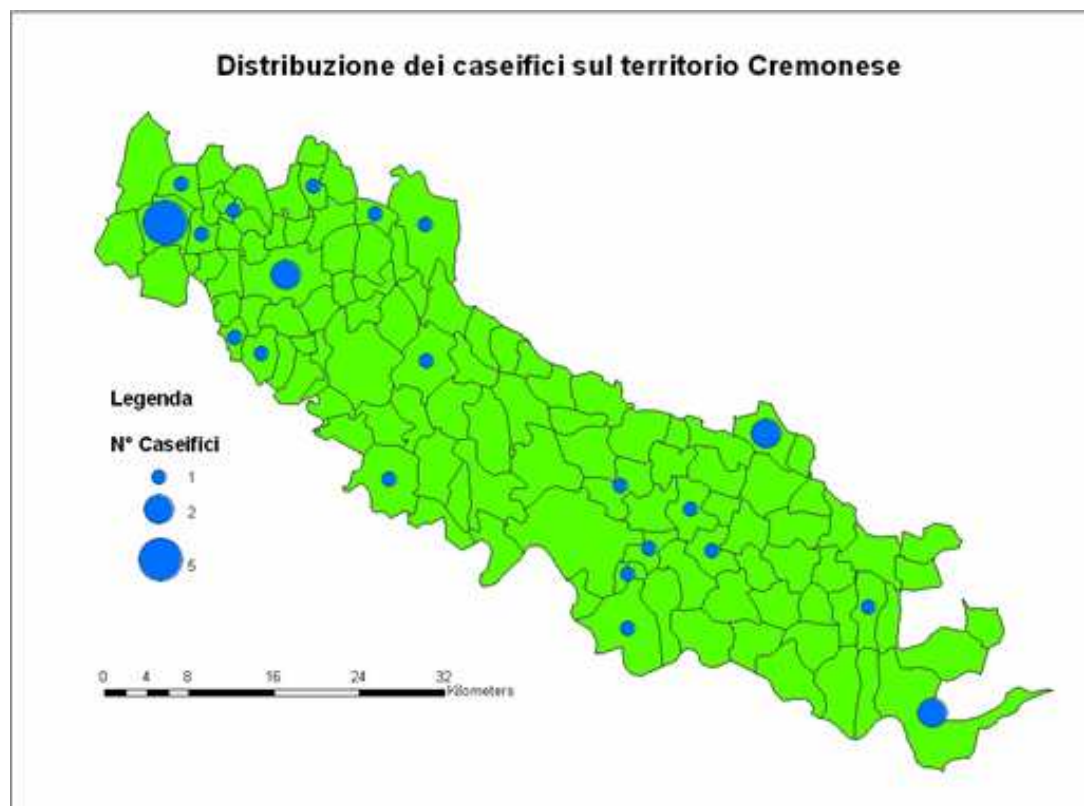 Distribuzione dei caseifici sul territorio Cremonese
Legenda
N° Caseifici
1
2
5
0 4 8 16 24 32
Kilometers